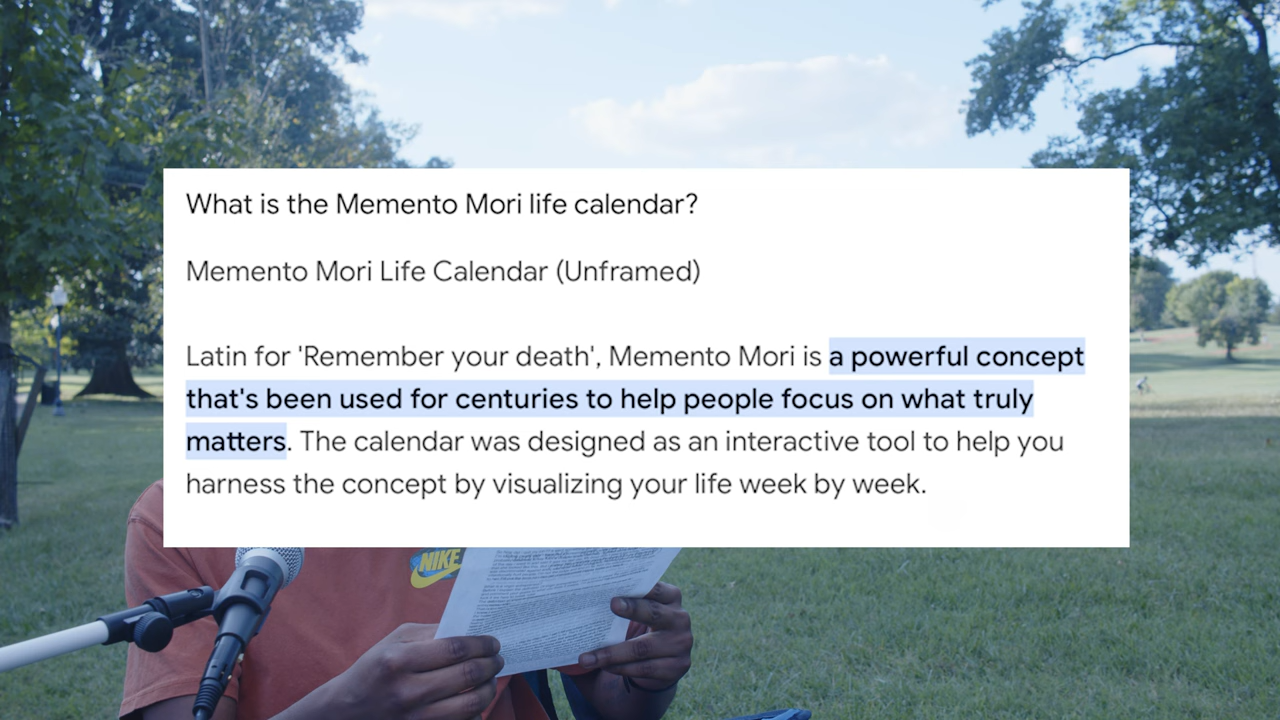 What is the Memento Mori life calendar?
Memento Mori Life Calendar (Unframed)
Latin for 'Remember your death', Memento Mori is a powerful concept
that's been used for centuries to help people focus on what truly
matters. The calendar was designed as an interactive tool to help you
harness the concept by visualizing your life week by week.
NIKE